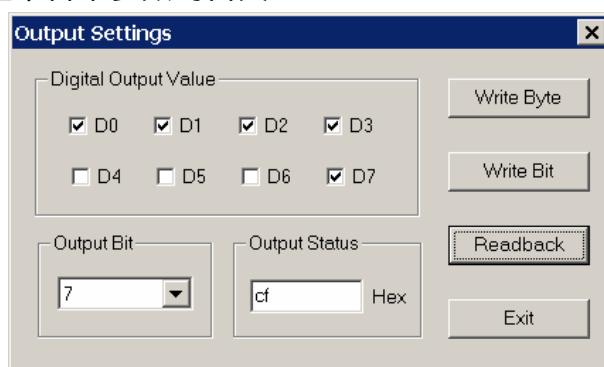 Output Settings
Digital Output Value
D0 D1 D2 D3
D4 D5 D6 D7
Write Byte
Write Bit
Output Bit
7
Output Status
cf Hex
Readback
Exit